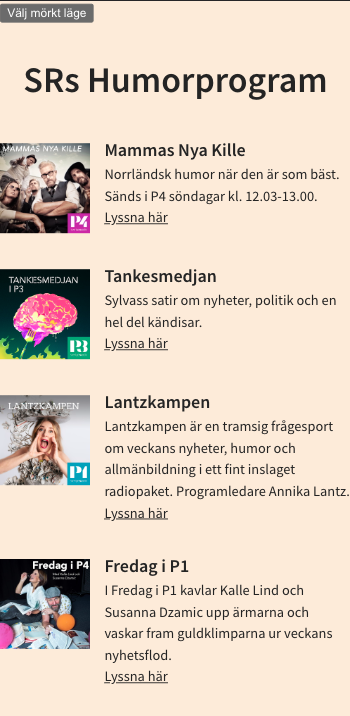 Välj mörkt läge
SRs Humorprogram
MAMMAS NYA KILLE
P4
Mammas Nya Kille
Norrländsk humor när den är som bäst.
Sänds i P4 söndagar kl. 12.03-13.00.
Lyssna här
TANKESMEDJAN
I P3
P3
Tankesmedjan
Sylvass satir om nyheter, politik och en
hel del kändisar.
Lyssna här
LANTZKAMPEN
P1
Lantzkampen
Lantzkampen är en tramsig frågesport
om veckans nyheter, humor och
allmänbildning i ett fint inslaget
radiopaket. Programledare Annika Lantz.
Lyssna här
Fredag i P4
Fredag i P1
I Fredag i P1 kavlar Kalle Lind och
Susanna Dzamic upp ärmarna och
vaskar fram guldklimparna ur veckans
nyhetsflod.
Lyssna här